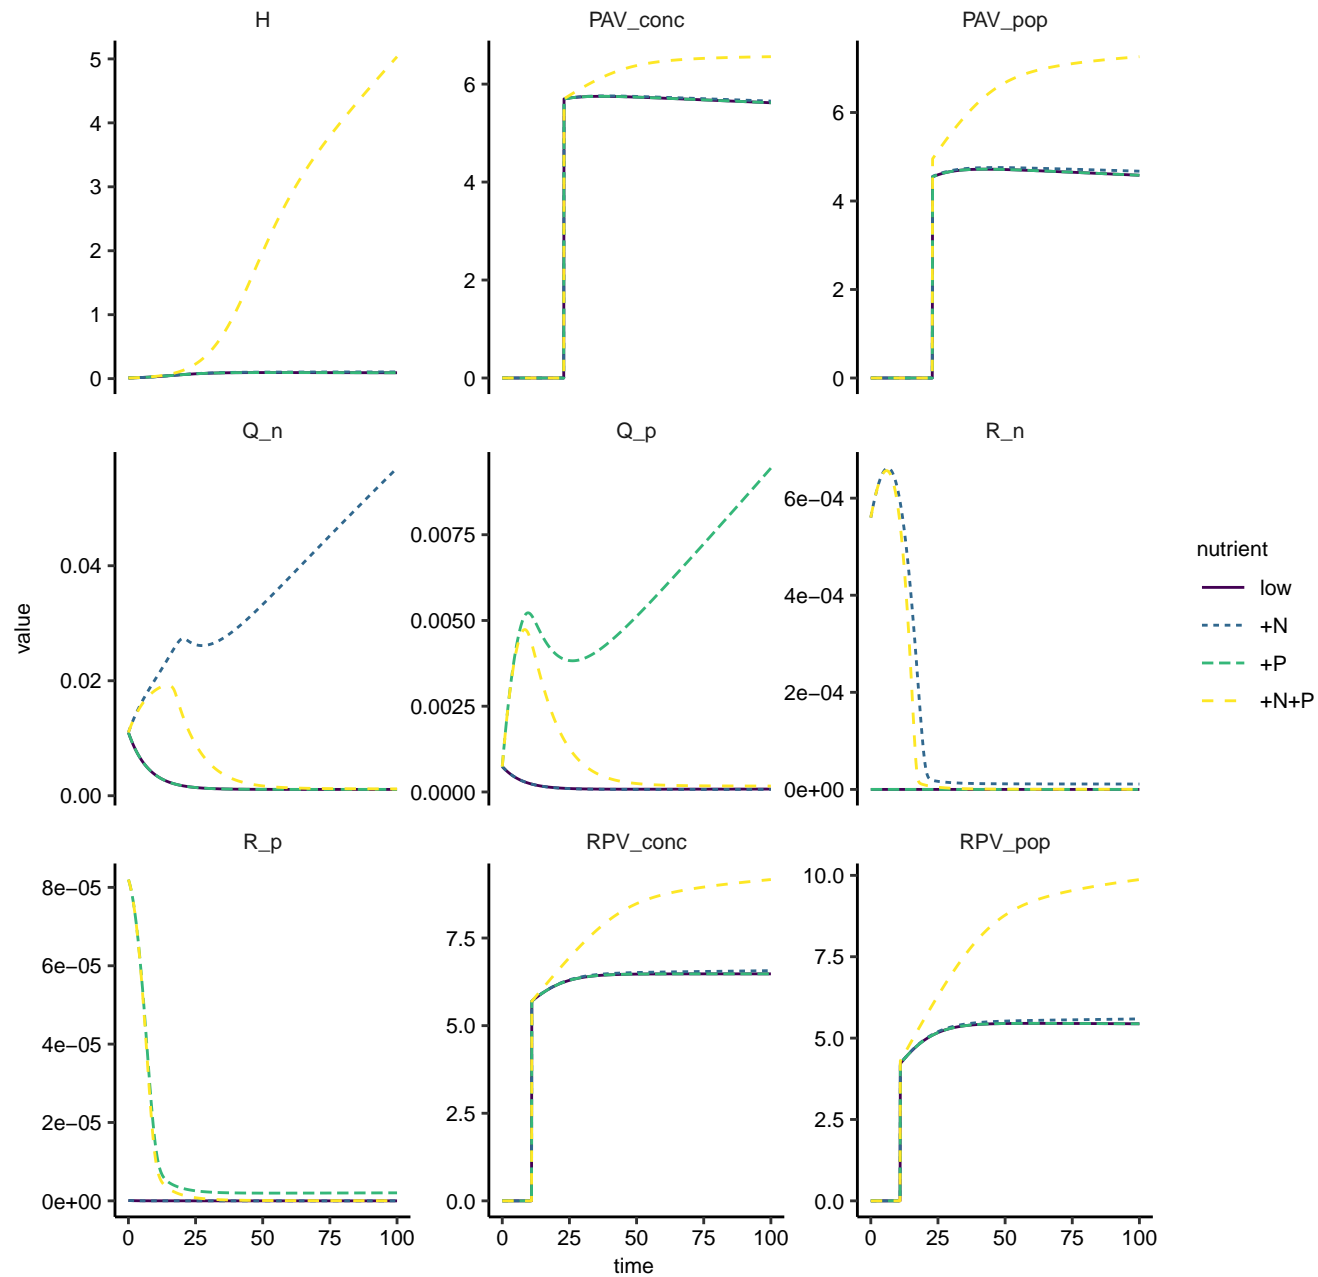 H PAV_conc PAV_pop
5
4
3
2
1
0
6
4
2
0
6
4
2
0
Q_n Q_p R_n
0.04
0.02
0.00
0.0075
0.0050
0.0025
0.0000
6e−04
4e−04
2e−04
0e+00
R_p RPV_conc RPV_pop
8e−05
6e−05
4e−05
2e−05
0e+00
7.5
5.0
2.5
0.0
10.0
7.5
5.0
2.5
0.0
0 25 50 75 100
0 25 50 75 100
0 25 50 75 100
time
value
nutrient
low
+N
+P
+N+P